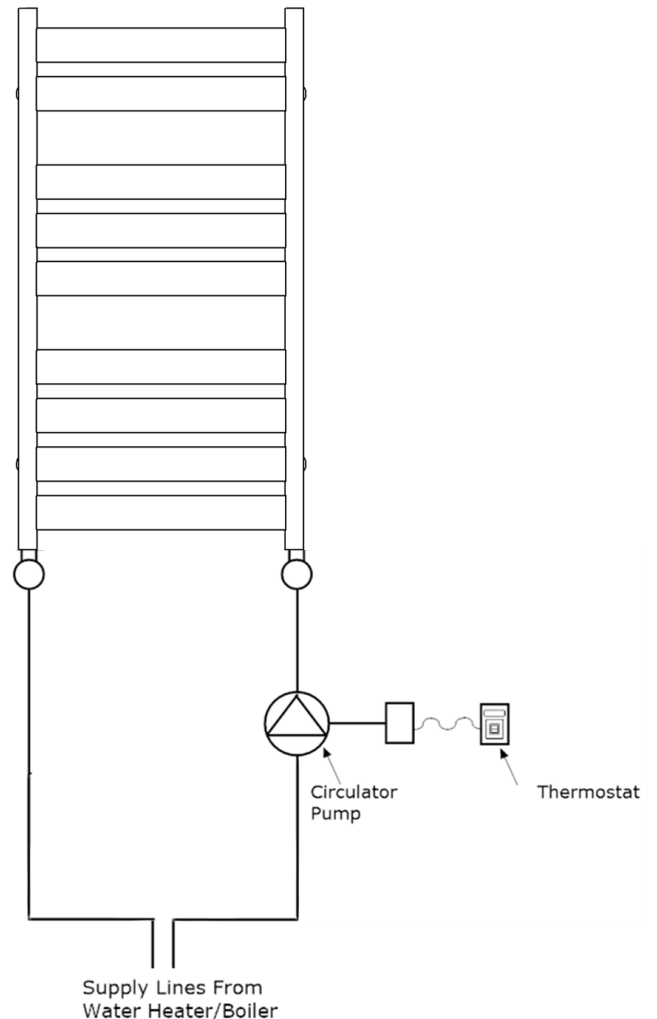 Circulator
Pump
Thermostat
Supply Lines From
Water Heater/Boiler